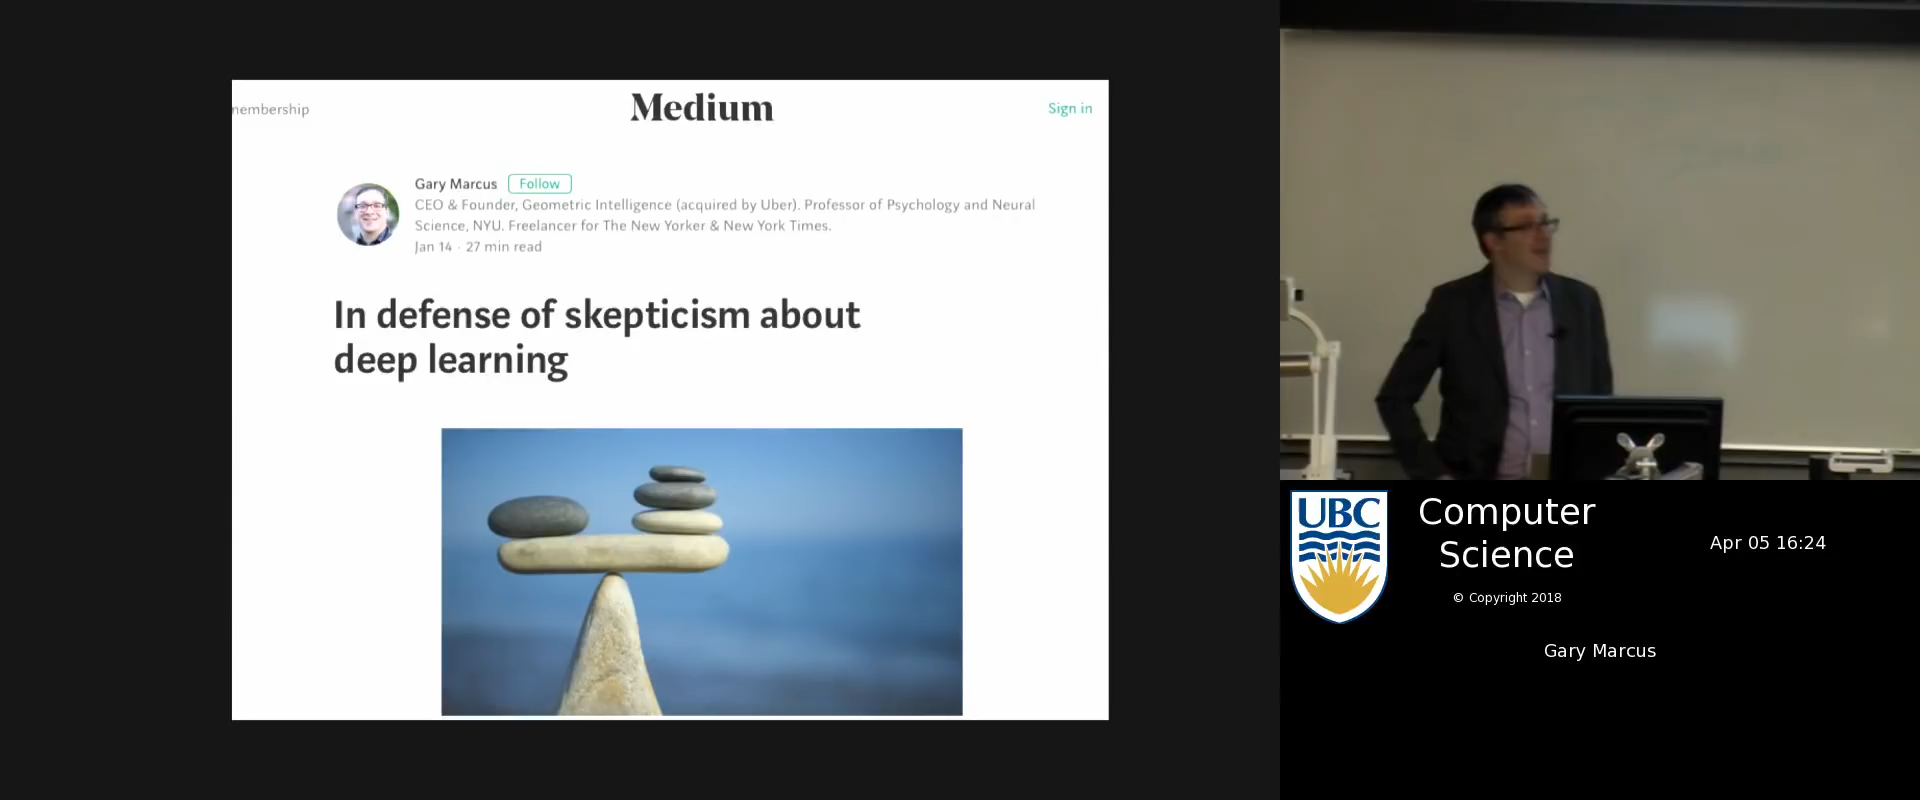 nembership
Medium
Sign in
Gary Marcus
Follow
CEO & Founder, Geometric Intelligence (acquired by Uber). Professor of Psychology and Neural
Science, NYU. Freelancer for The New Yorker & New York Times.
Jan 14 · 27 min read
In defense of skepticism about
deep learning
UBC
Computer
Science
Apr 05 16:24
© Copyright 2018
Gary Marcus